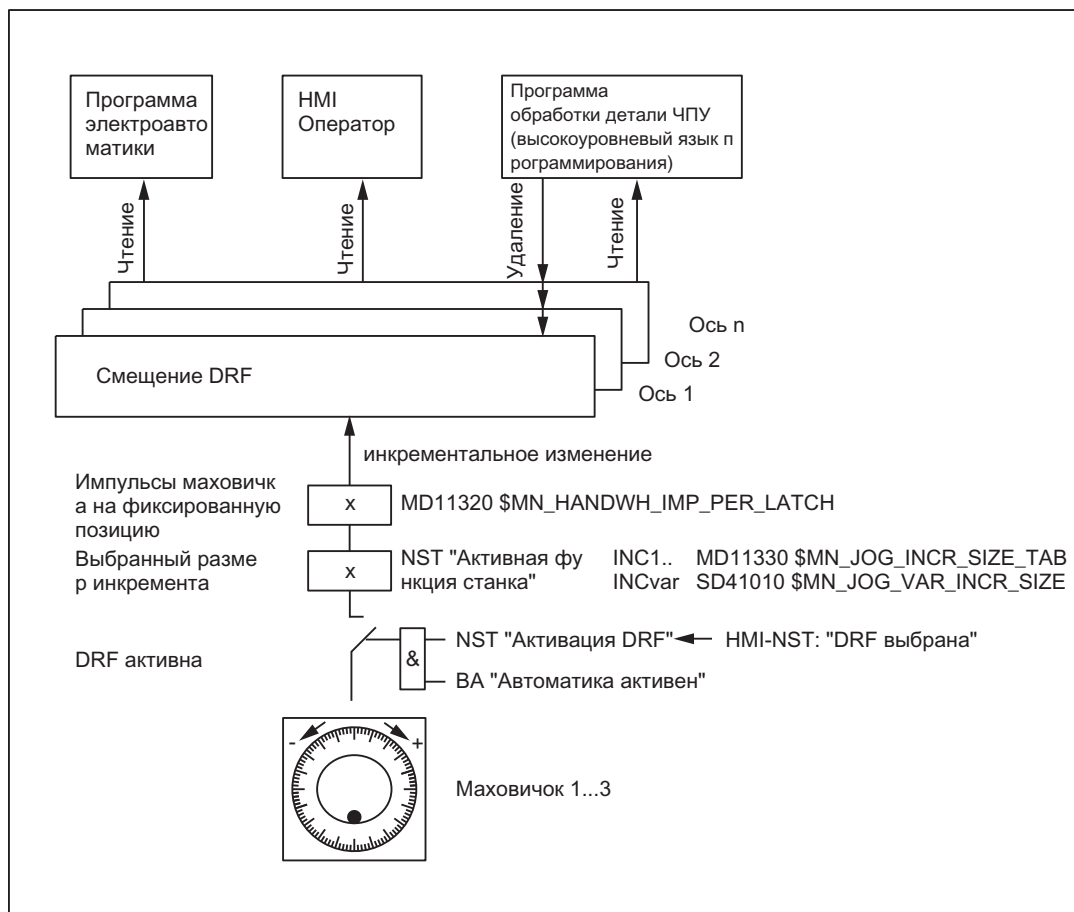 Программа
электроавто
матики
HMI
Оператор
Программа
обработки детали ЧПУ
(высокоуровневый язык п
рограммирования)
Чтение
Чтение
Удаление
Чтение
Ось n
Ось 2
Ось 1
Смещение DRF
инкрементальное изменение
Импульсы маховичк
а на фиксированную
позицию
x
MD11320 $MN_HANDWH_IMP_PER_LATCH
Выбранный разме
р инкремента
x
NST "Активная фу
нкция станка"
INC1.. MD11330 $MN_JOG_INCR_SIZE_TAB
INCvar SD41010 $MN_JOG_VAR_INCR_SIZE
DRF активна
&
NST "Активация DRF"
HMI-NST: "DRF выбрана"
BA "Автоматика активен"
- +
Маховичок 1...3